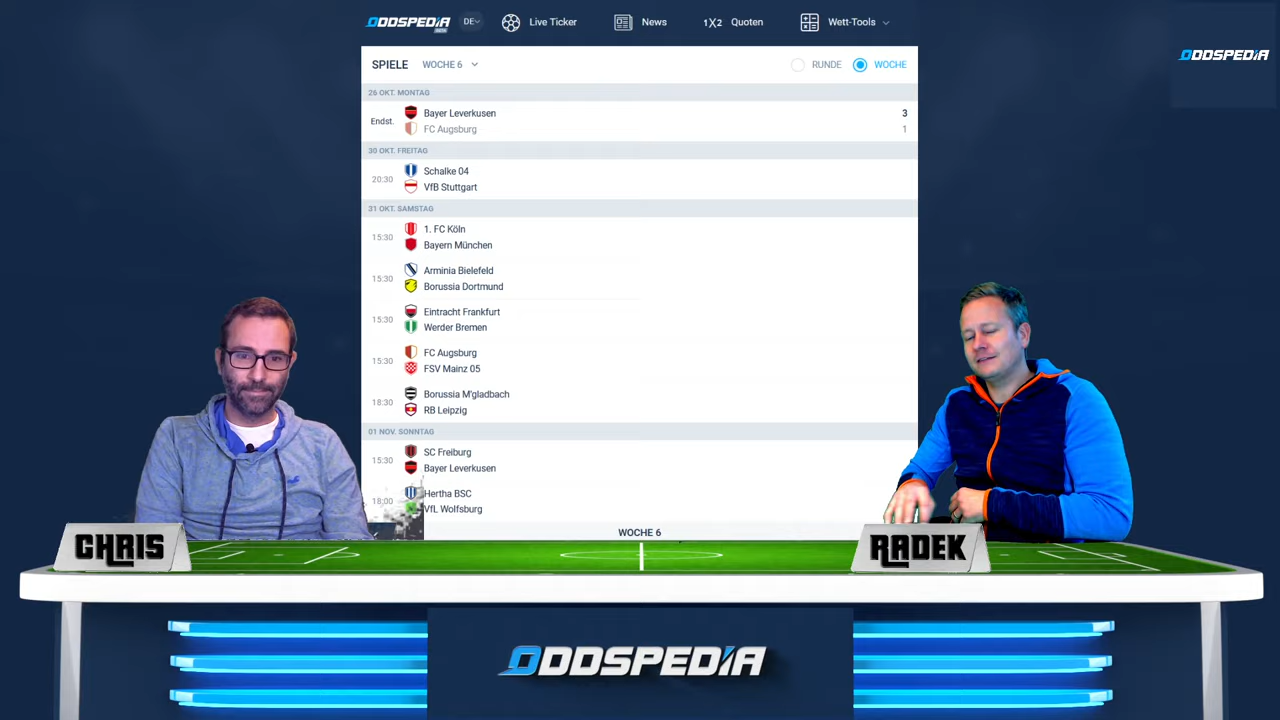 ODDSPEDIA
BETA
DE
Live Ticker
News
1X2 Quoten
Wett-Tools
ODDSPEDIA
SPIELE
WOCHE 6
RUNDE
WOCHE
26 OKT. MONTAG
Endst.
Bayer Leverkusen 3
FC Augsburg 1
30 OKT. FREITAG
20:30
Schalke 04
VfB Stuttgart
31 OKT. SAMSTAG
15:30
1. FC Köln
Bayern München
15:30
Arminia Bielefeld
Borussia Dortmund
15:30
Eintracht Frankfurt
Werder Bremen
15:30
FC Augsburg
FSV Mainz 05
18:30
Borussia M'gladbach
RB Leipzig
01 NOV. SONNTAG
15:30
SC Freiburg
Bayer Leverkusen
18:00
Hertha BSC
VfL Wolfsburg
WOCHE 6
CHRIS
RADEK
ODDSPEDIA